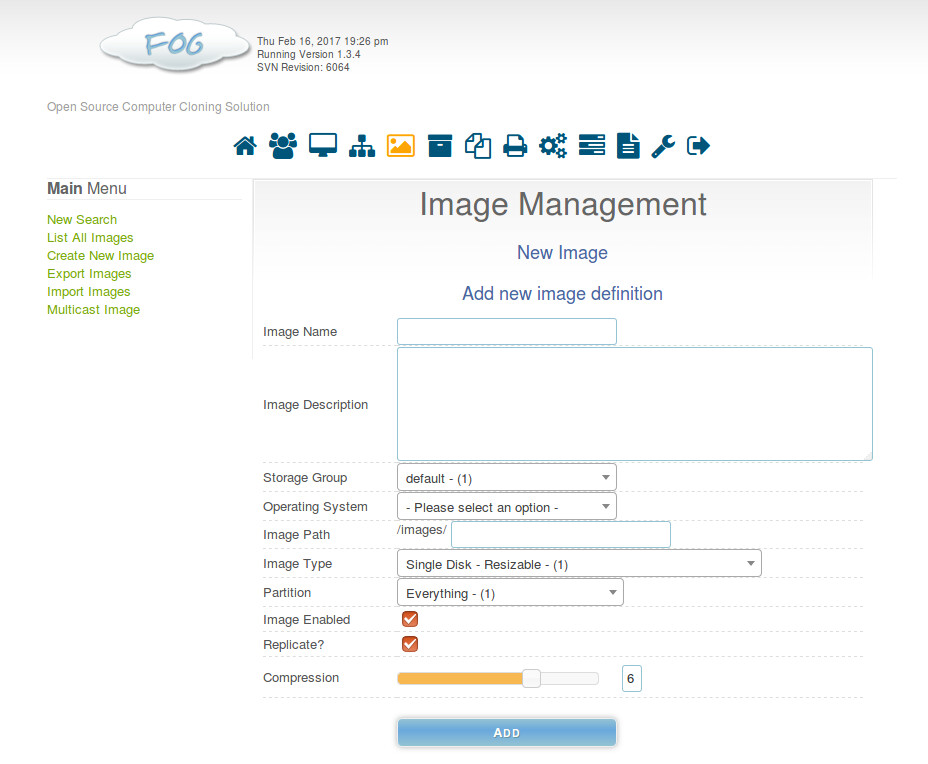 FOG
Thu Feb 16, 2017 19:26 pm
Running Version 1.3.4
SVN Revision: 6064
Open Source Computer Cloning Solution
Main Menu
New Search
List All Images
Create New Image
Export Images
Import Images
Multicast Image
Image Management
New Image
Add new image definition
Image Name
Image Description
Storage Group default - (1)
Operating System - Please select an option -
Image Path /images/
Image Type Single Disk - Resizable - (1)
Partition Everything - (1)
Image Enabled
Replicate?
Compression 6
ADD